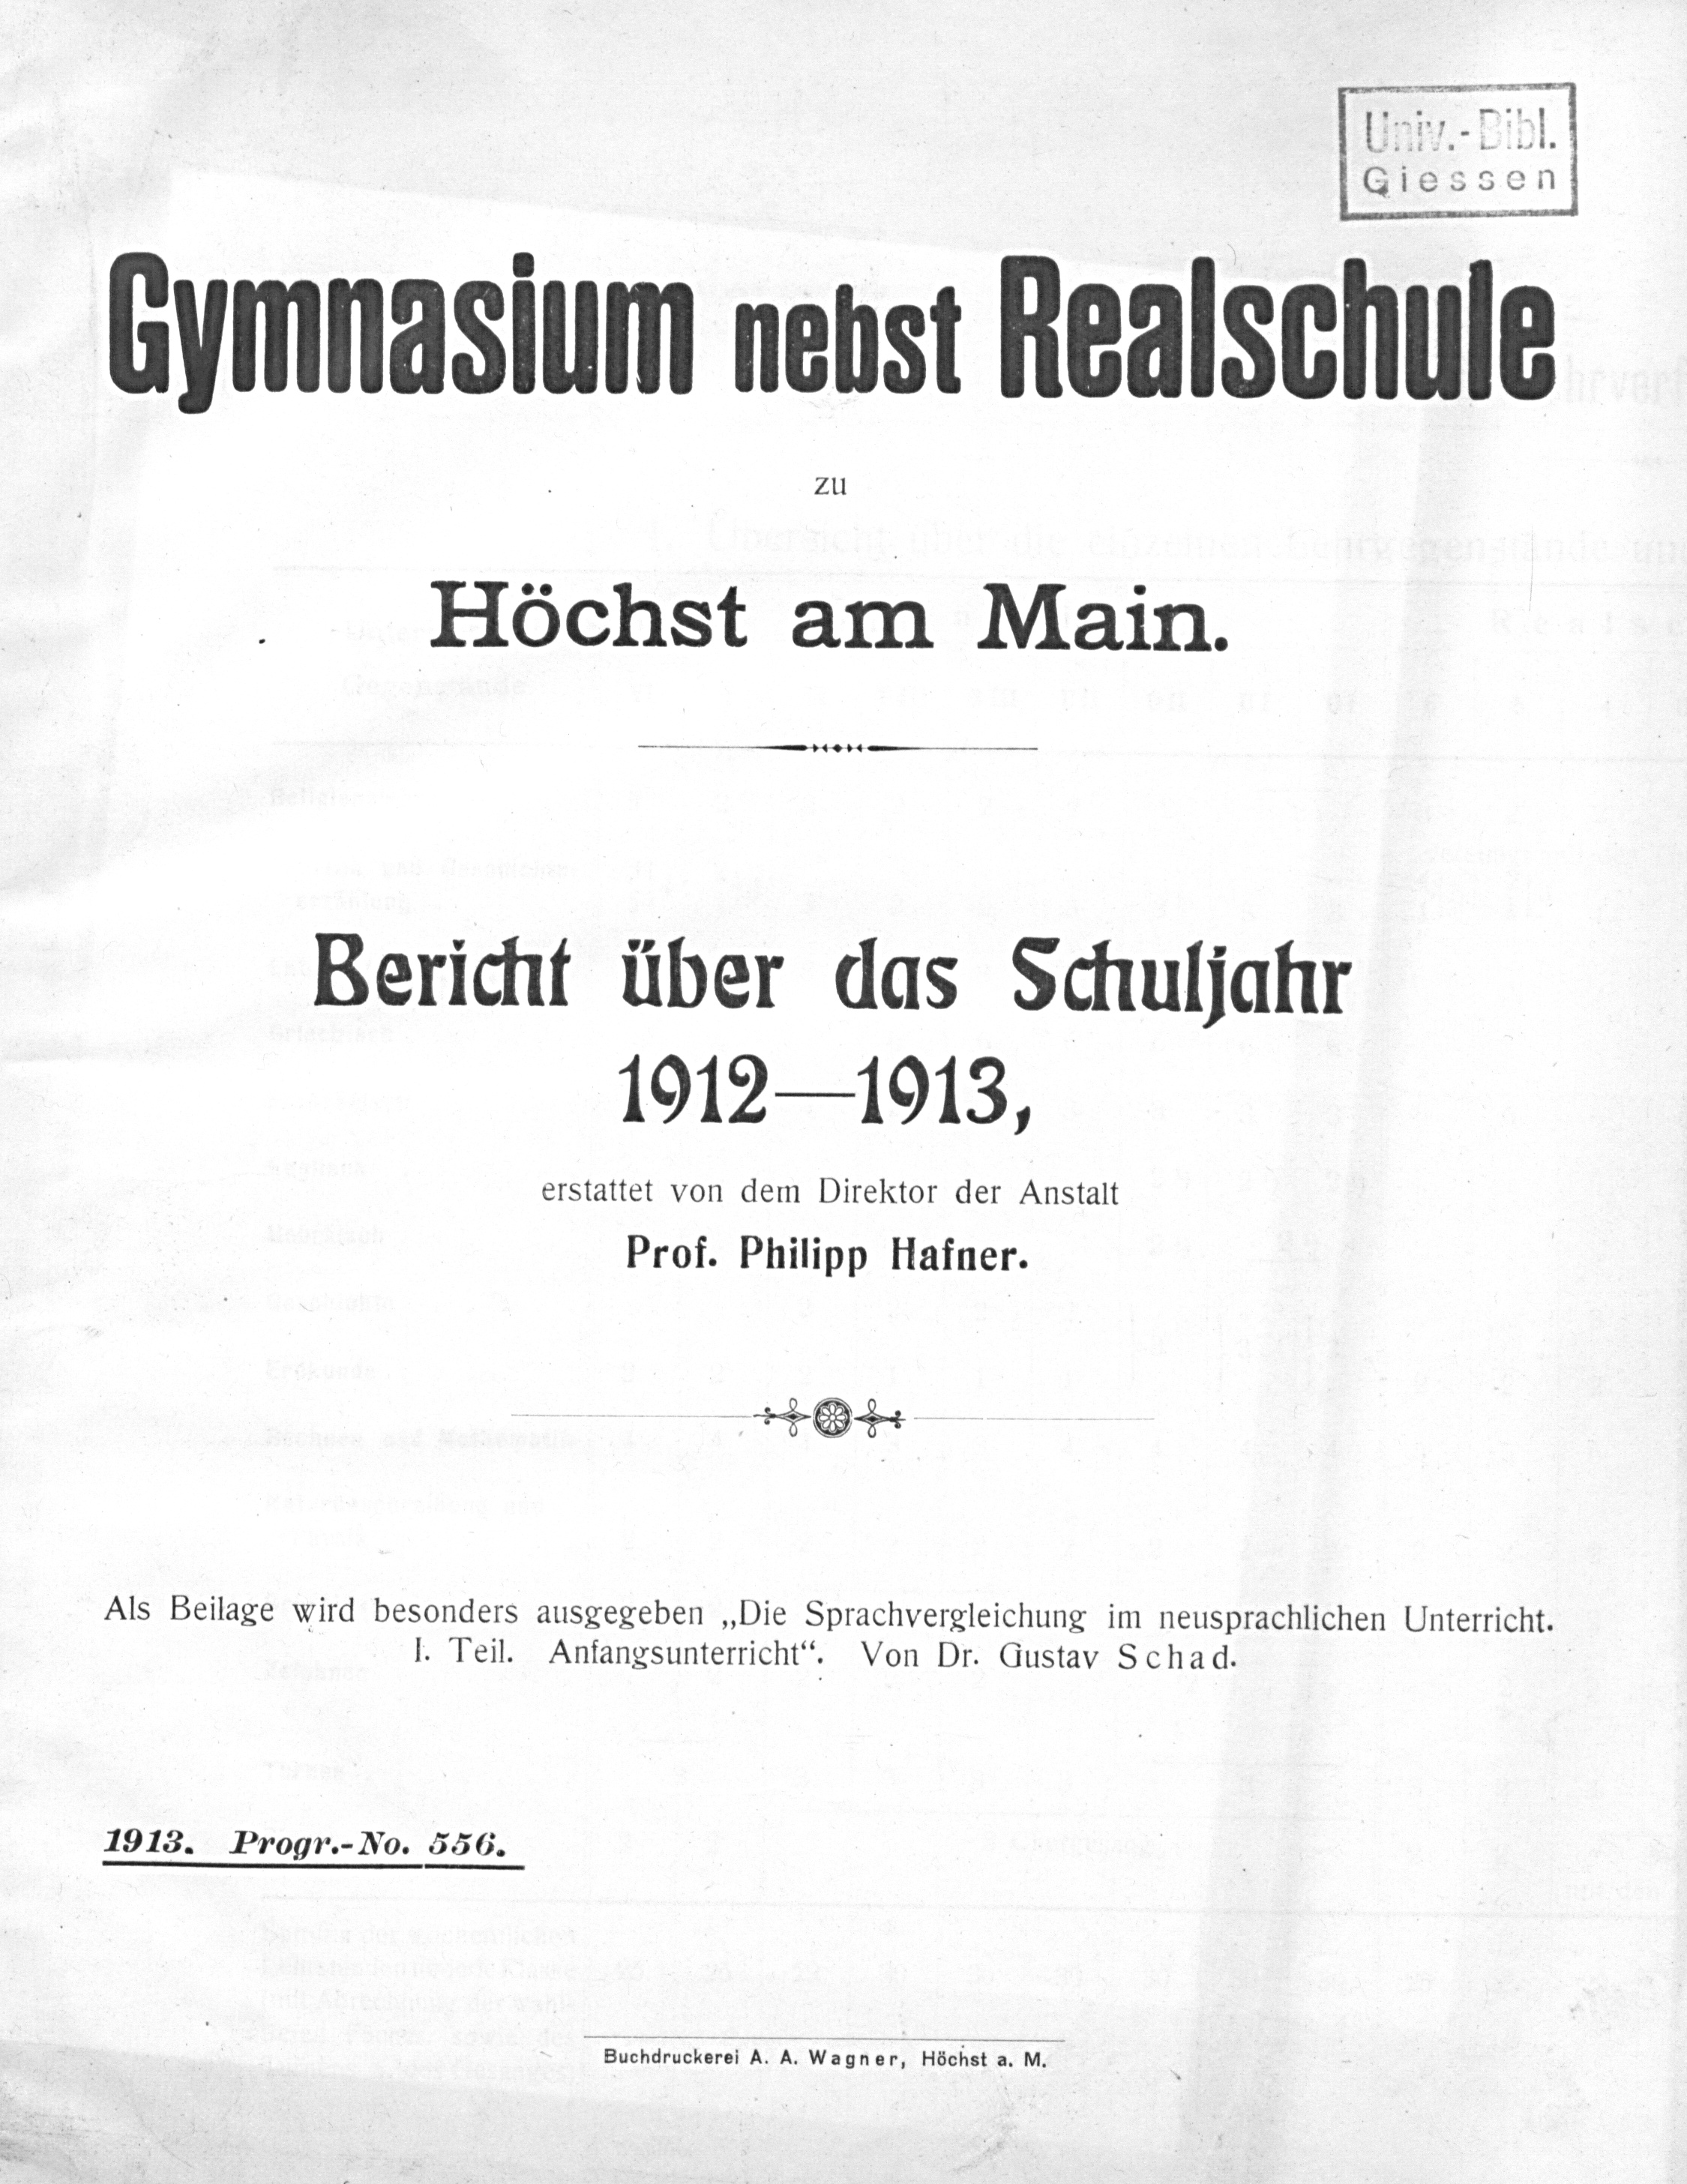 Univ.-Bibl.
Giessen
Gymnasium nebst Realschule
zu
Höchst am Main.
Bericht über das Schuljahr
1912—1913,
erstattet von dem Direktor der Anstalt
Prof. Philipp Hafner.
Als Beilage wird besonders ausgegeben „Die Sprachvergleichung im neusprachlichen Unterricht.
I. Teil. Anfangsunterricht“. Von Dr. Gustav Schad.
1913. Progr.-No. 556.
Buchdruckerei A. A. Wagner, Höchst a. M.